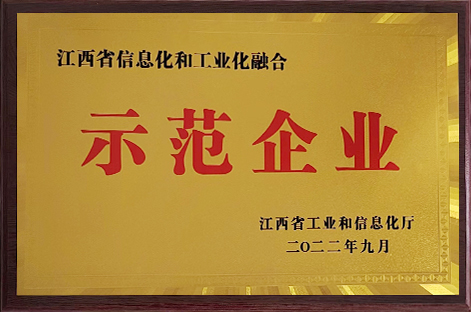 江西省信息化和工业化融合
示范企业
江西省工业和信息化厅
二〇二二年九月